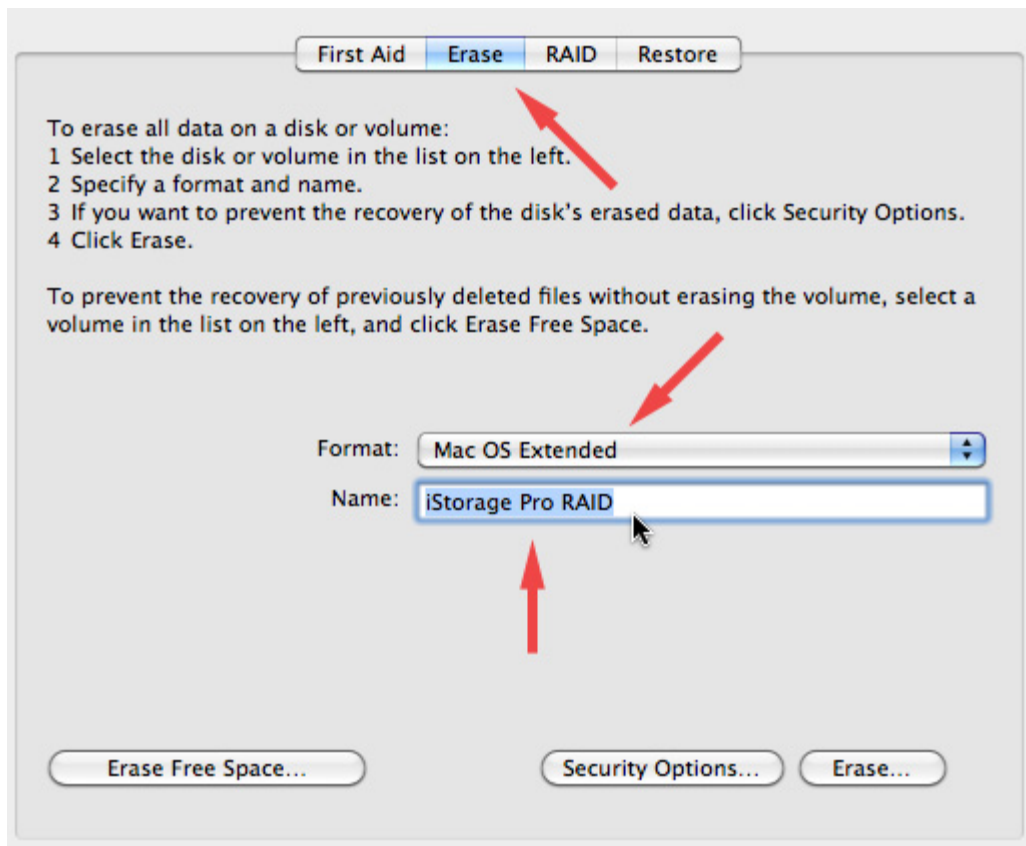 First Aid Erase RAID Restore
To erase all data on a disk or volume:
1 Select the disk or volume in the list on the left.
2 Specify a format and name.
3 If you want to prevent the recovery of the disk's erased data, click Security Options.
4 Click Erase.
To prevent the recovery of previously deleted files without erasing the volume, select a
volume in the list on the left, and click Erase Free Space.
Format: Mac OS Extended
Name: iStorage Pro RAID
Erase Free Space... Security Options... Erase...